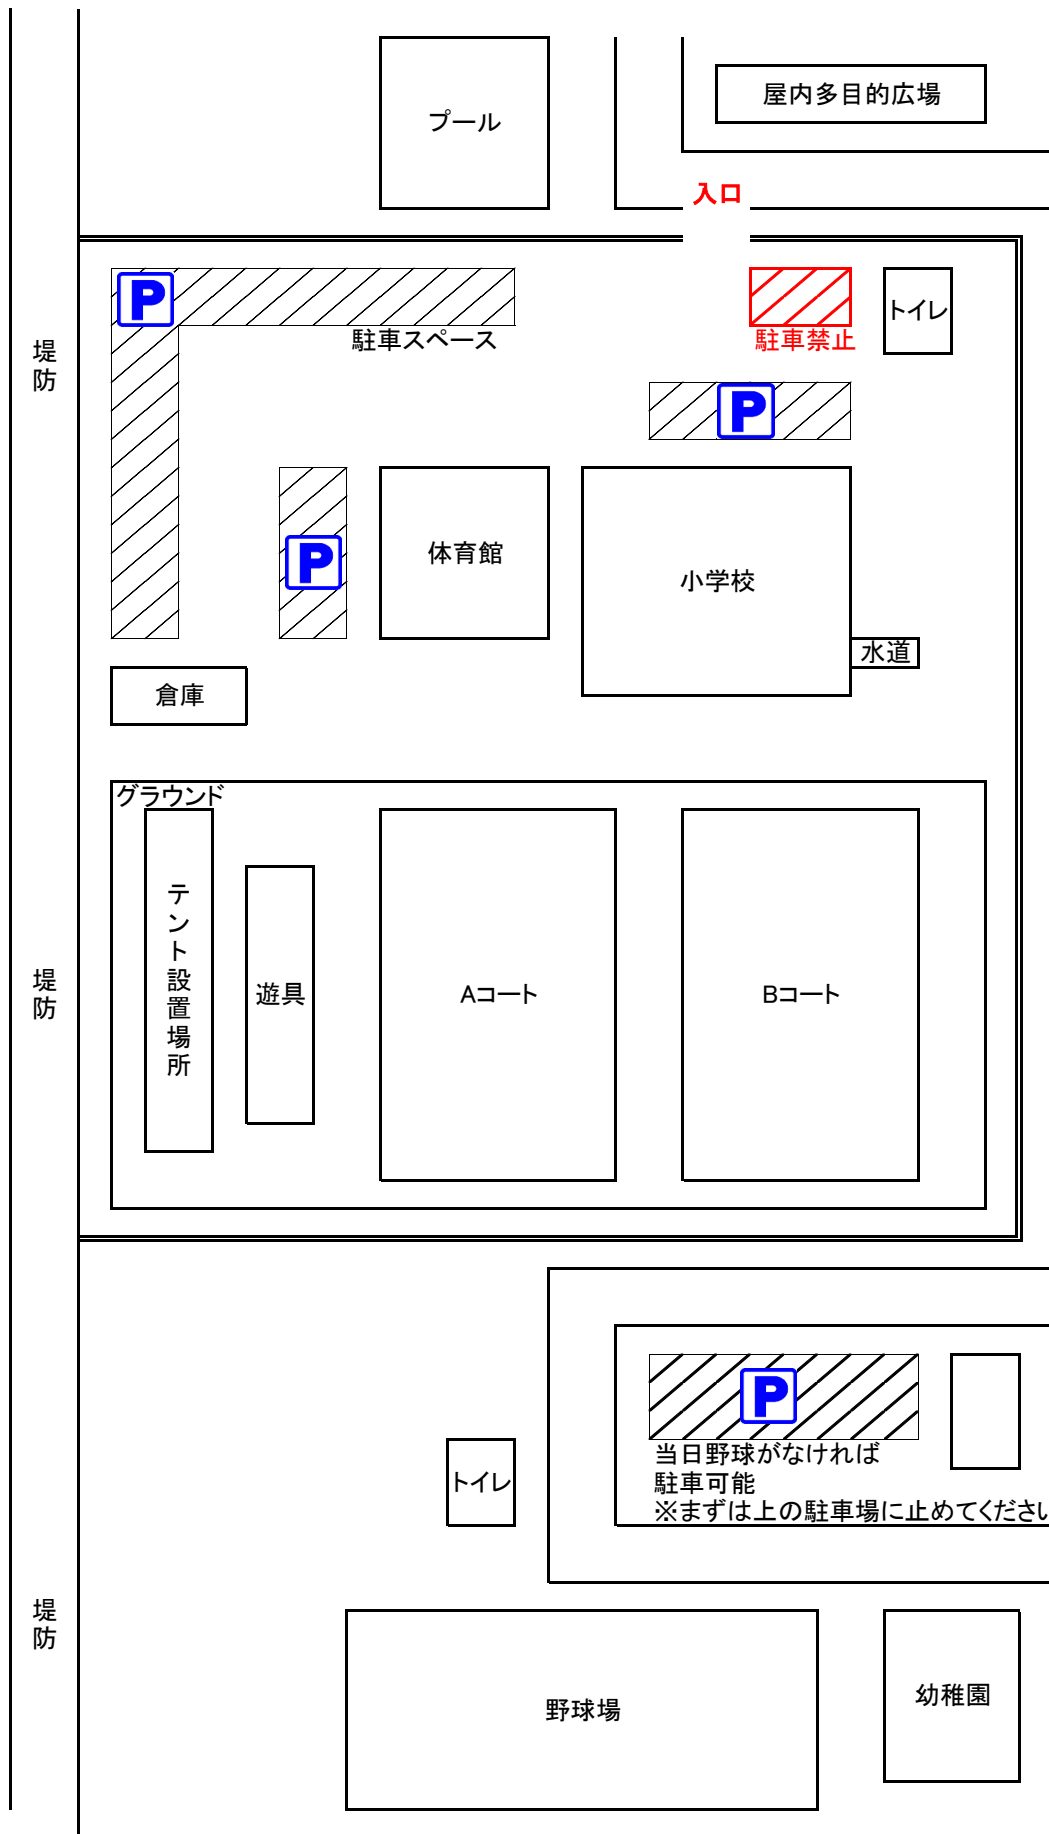 プール
屋内多目的広場
入口
P
駐車スペース
駐車禁止
トイレ
堤防
P
P
体育館
小学校
水道
倉庫
グラウンド
テント設置場所
遊具
Aコート
Bコート
堤防
P
当日野球がなければ
駐車可能
※まずは上の駐車場に止めてください
トイレ
堤防
野球場
幼稚園